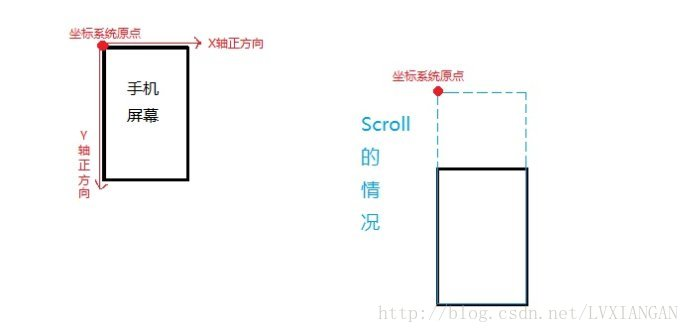 坐标系统原点
X轴正方向
手机
屏幕
Y
轴
正
方
向
坐标系统原点
Scroll
的
情
况
http://blog.csdn.net/LVXIANGAN